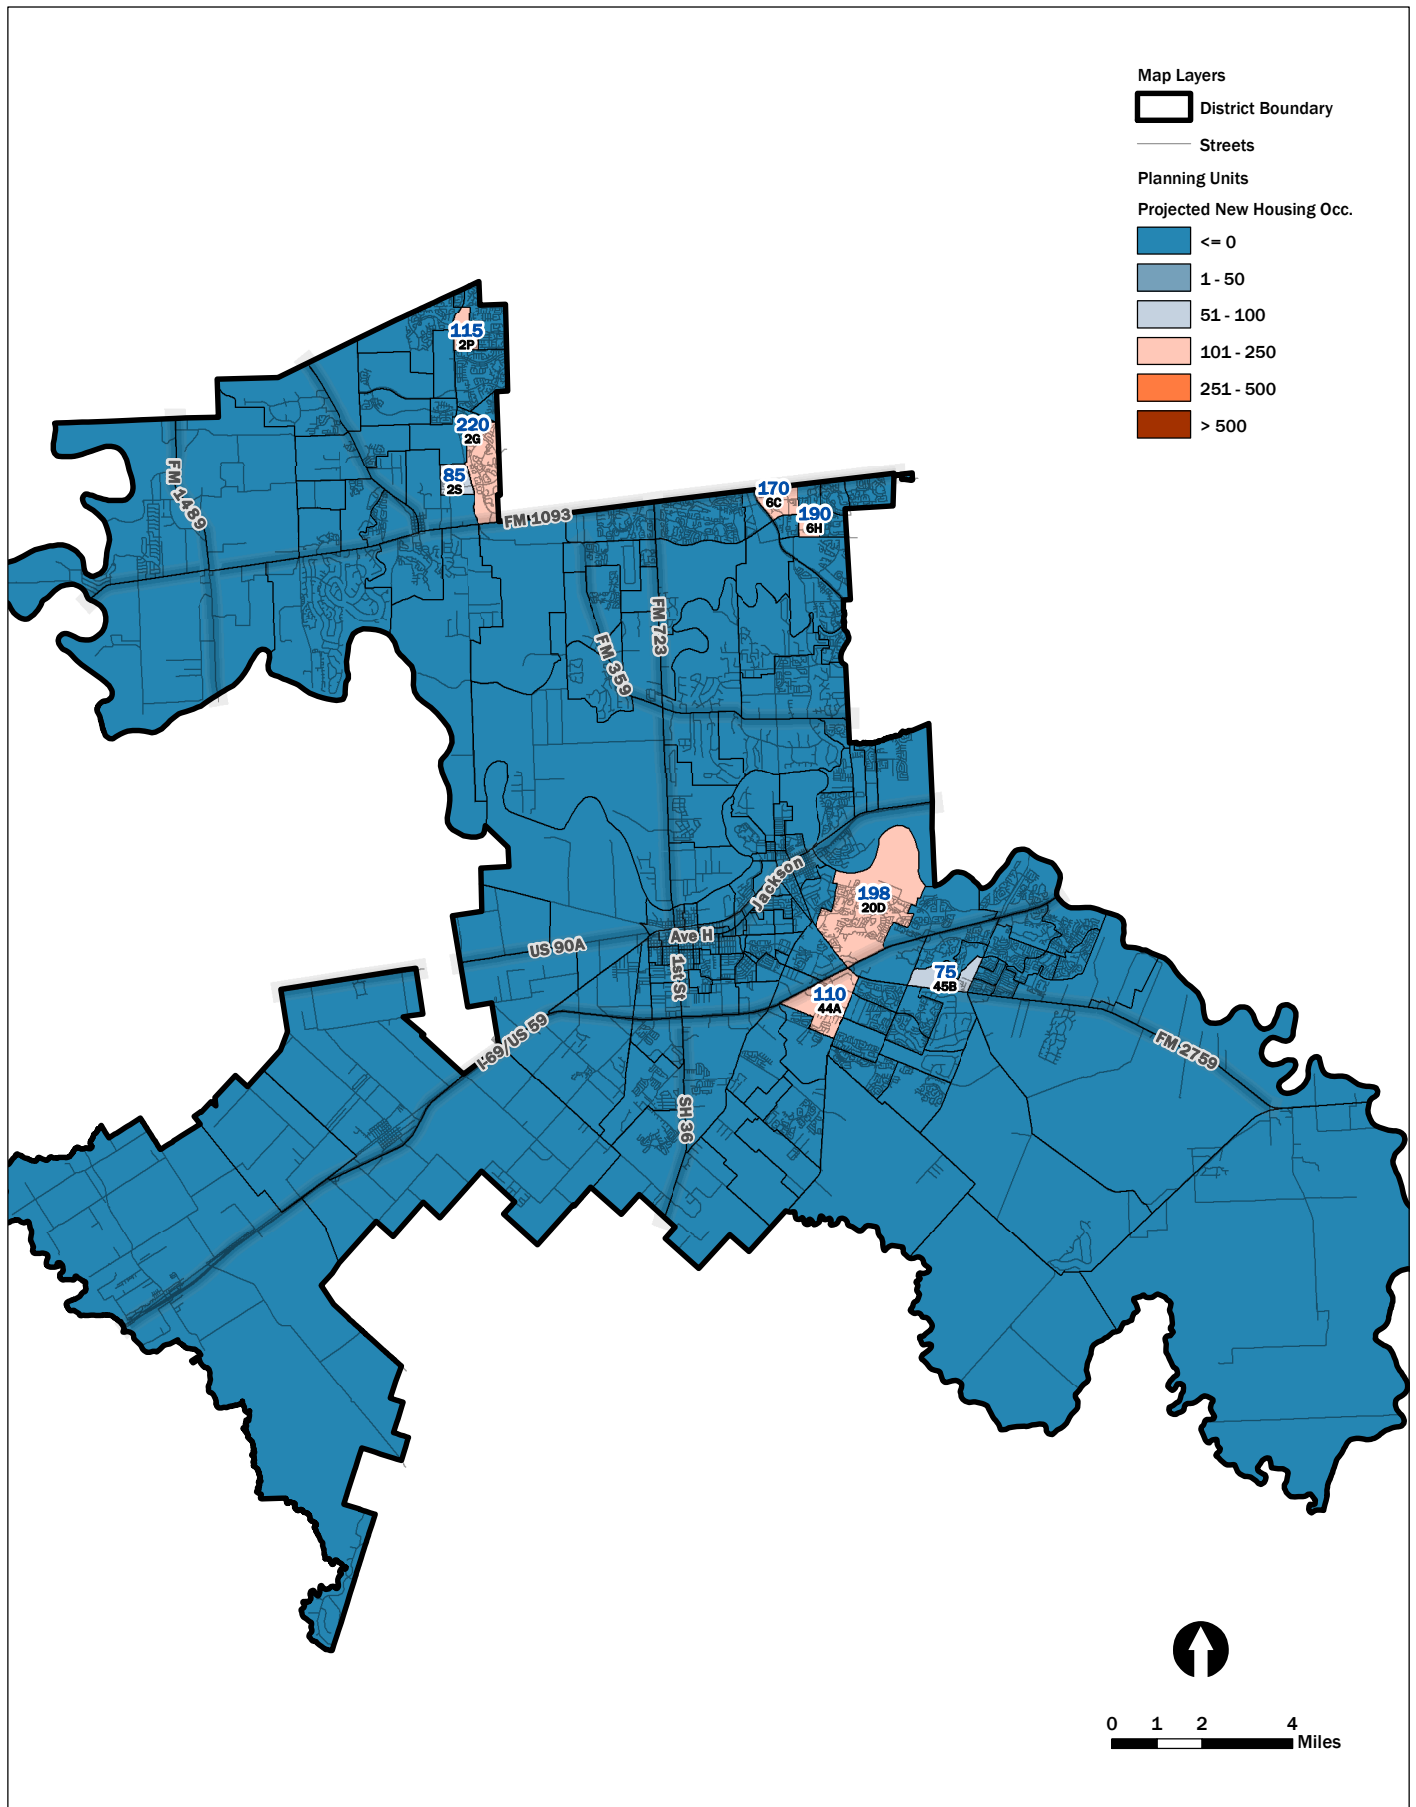 Map Layers
District Boundary
Streets
Planning Units
Projected New Housing Occ.
<= 0
1 - 50
51 - 100
101 - 250
251 - 500
> 500
115
2P
220
2G
85
2S
FM 1489
FM 1093
170
6C
190
6H
FM 723
FM 359
Jackson
198
20D
US 90A
Ave H
1st St
75
45B
110
44A
I-69/US 59
FM 2759
SH 36
0 1 2 4
Miles